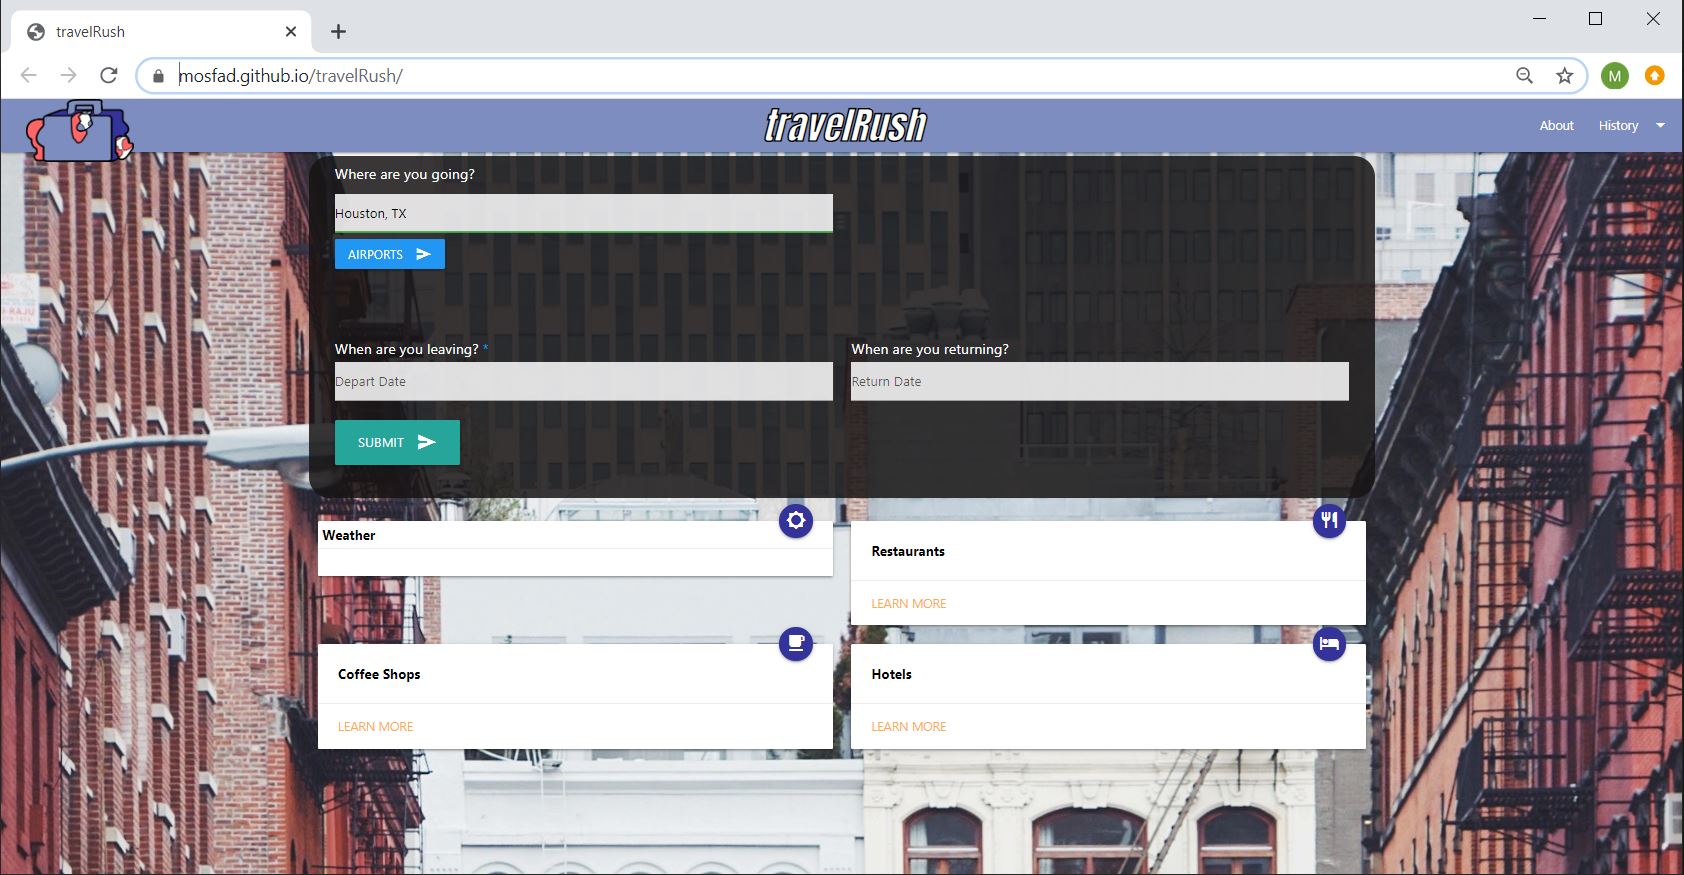 travelRush
mosfad.github.io/travelRush/
M
travelRush
About History
Where are you going?
Houston, TX
AIRPORTS
When are you leaving? * When are you returning?
Depart Date Return Date
SUBMIT
Weather
Restaurants
LEARN MORE
Coffee Shops Hotels
LEARN MORE LEARN MORE